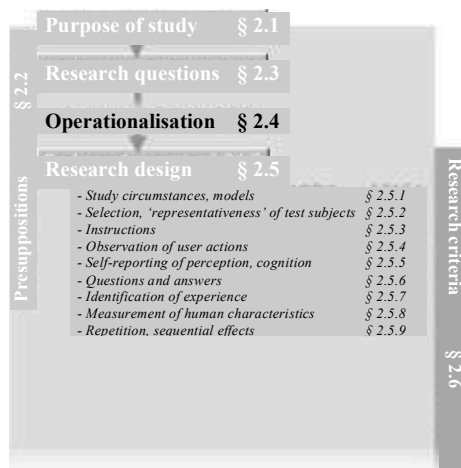 Purpose of study § 2.1
Research questions § 2.3
Operationalisation § 2.4
Research design § 2.5
- Study circumstances, models § 2.5.1
- Selection, ‘representativeness’ of test subjects § 2.5.2
- Instructions § 2.5.3
- Observation of user actions § 2.5.4
- Self-reporting of perception, cognition § 2.5.5
- Questions and answers § 2.5.6
- Identification of experience § 2.5.7
- Measurement of human characteristics § 2.5.8
- Repetition, sequential effects § 2.5.9
Presuppositions § 2.2
Research criteria § 2.6